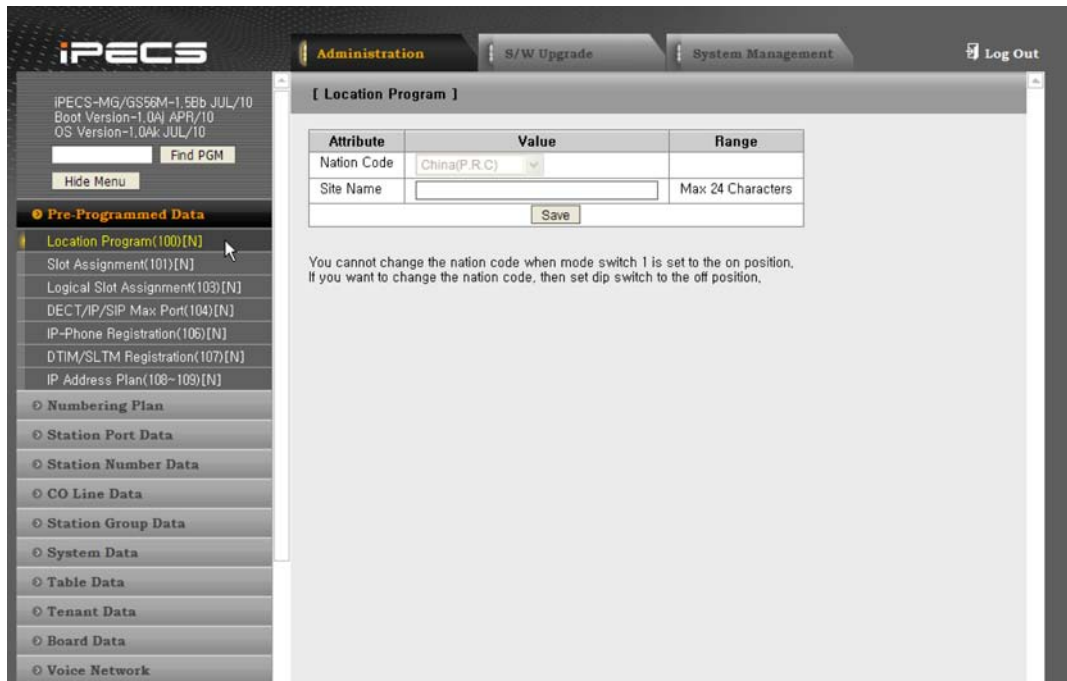 iPECS
Administration
S/W Upgrade
System Management
Log Out
iPECS-MG/GS56M-1.5Bb JUL/10
Boot Version-1.0Aj APR/10
OS Version-1.0Ak JUL/10
Find PGM
Hide Menu
Pre-Programmed Data
Location Program(100)[N]
Slot Assignment(101)[N]
Logical Slot Assignment(103)[N]
DECT/IP/SIP Max Port(104)[N]
IP-Phone Registration(106)[N]
DTIM/SLTM Registration(107)[N]
IP Address Plan(108~109)[N]
Numbering Plan
Station Port Data
Station Number Data
CO Line Data
Station Group Data
System Data
Table Data
Tenant Data
Board Data
Voice Network
[ Location Program ]
Attribute Value Range
Nation Code China(P.R.C)
Site Name Max 24 Characters
Save
You cannot change the nation code when mode switch 1 is set to the on position.
If you want to change the nation code, then set dip switch to the off position.